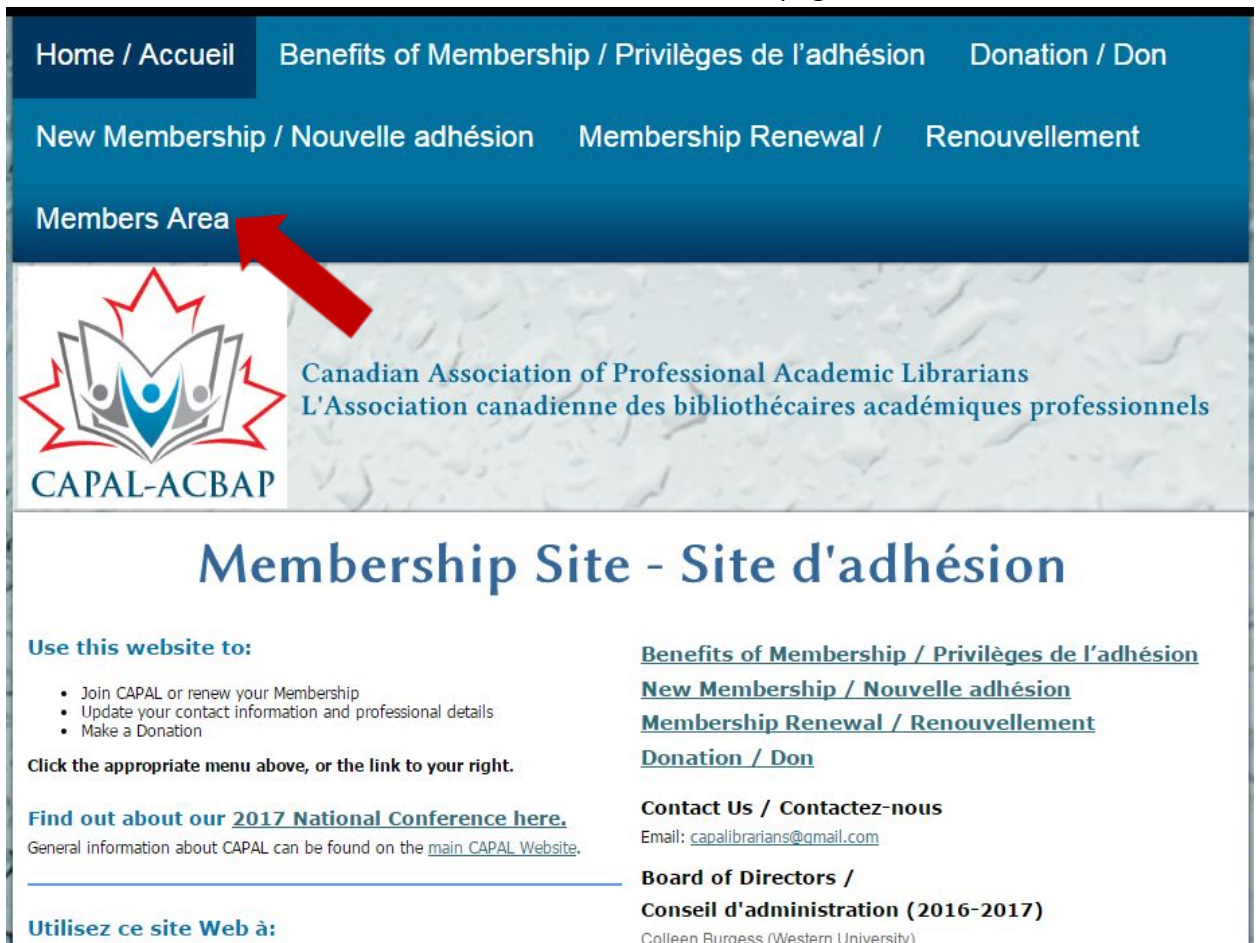 Home / Accueil Benefits of Membership / Privilèges de l'adhésion Donation / Don
New Membership / Nouvelle adhésion Membership Renewal / Renouvellement
Members Area
Canadian Association of Professional Academic Librarians
L'Association canadienne des bibliothécaires académiques professionnels
CAPAL-ACBAP
Membership Site - Site d'adhésion
Use this website to:
• Join CAPAL or renew your Membership
• Update your contact information and professional details
• Make a Donation
Click the appropriate menu above, or the link to your right.
Find out about our 2017 National Conference here.
General information about CAPAL can be found on the main CAPAL Website.
Utilisez ce site Web à:
Benefits of Membership / Privilèges de l'adhésion
New Membership / Nouvelle adhésion
Membership Renewal / Renouvellement
Donation / Don
Contact Us / Contactez-nous
Email: capalibrarians@gmail.com
Board of Directors /
Conseil d'administration (2016-2017)
Colleen Burgess (Western University)